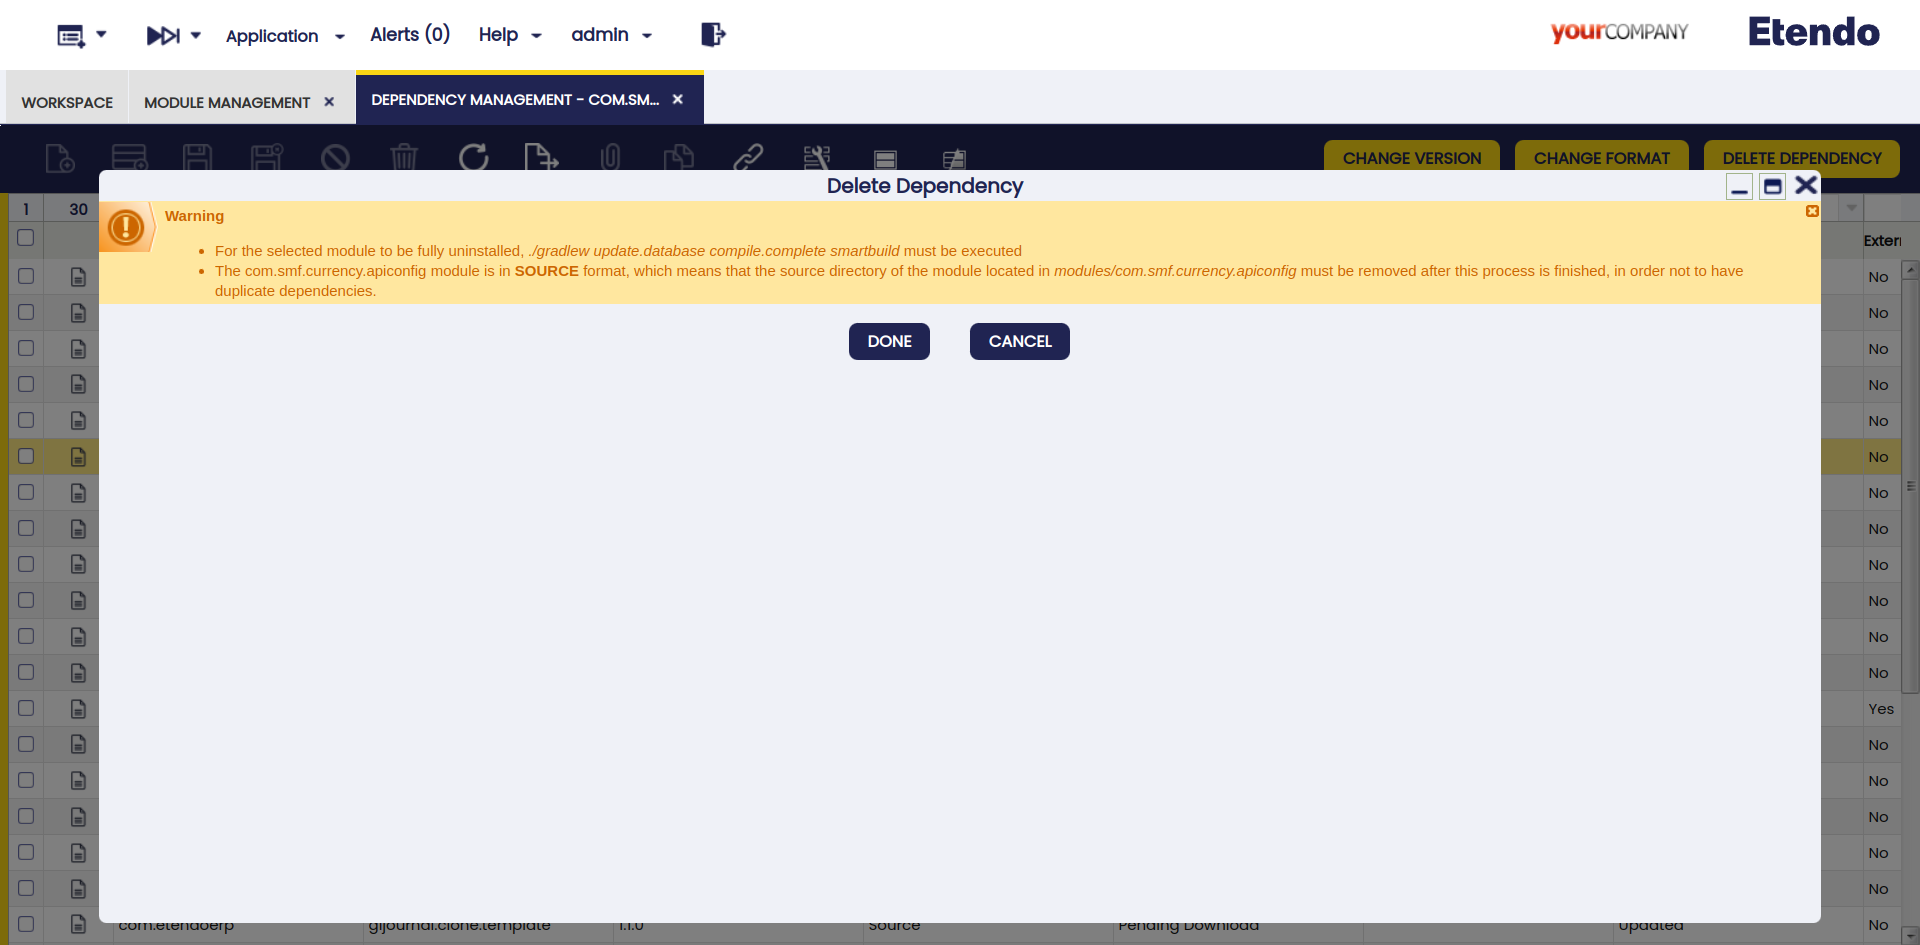 Application
Alerts (0)
Help
admin
yourCOMPANY
Etendo
WORKSPACE
MODULE MANAGEMENT
DEPENDENCY MANAGEMENT - COM.SM...
CHANGE VERSION
CHANGE FORMAT
DELETE DEPENDENCY
Delete Dependency
1
30
Warning
For the selected module to be fully uninstalled, ./gradlew update.database compile.complete smartbuild must be executed
The com.smf.currency.apiconfig module is in SOURCE format, which means that the source directory of the module located in modules/com.smf.currency.apiconfig must be removed after this process is finished, in order not to have
duplicate dependencies.
DONE
CANCEL
Extern
No
No
No
No
No
No
No
No
No
No
No
No
Yes
No
No
No
No
No
com.etendoerp
gljournal.clone.template
1.1.0
Source
Pending Download
Updated
No